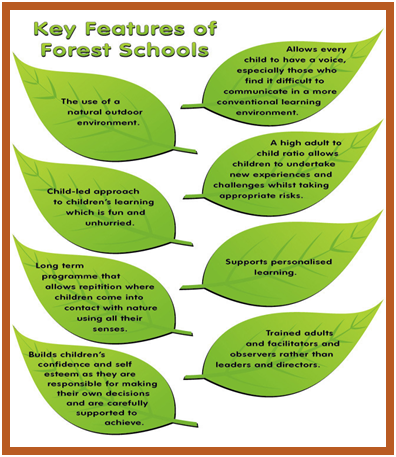 Key Features of
Forest Schools
The use of a
natural outdoor
environment.
Allows every
child to have a voice,
especially those who
find it difficult to
communicate in a more
conventional learning
environment.
Child-led approach
to children's learning
which is fun and
unhurried.
A high adult to
child ratio allows
children to undertake
new experiences and
challenges whilst taking
appropriate risks.
Long term
programme that
allows repitition where
children come into
contact with nature
using all their
senses.
Supports personalised
learning.
Builds children's
confidence and self
esteem as they are
responsible for making
their own decisions
and are carefully
supported to
achieve.
Trained adults
and facilitators and
observers rather than
leaders and directors.